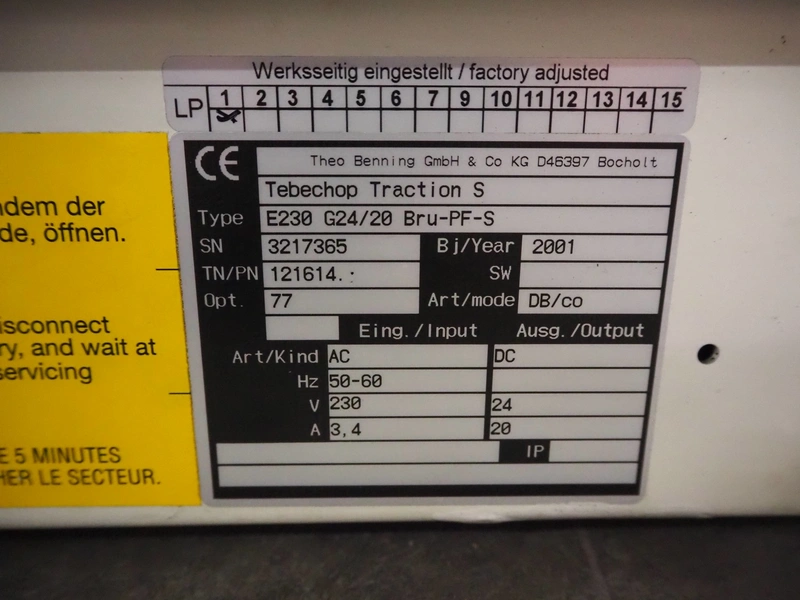 Werksseitig eingestellt / factory adjusted
LP 1 2 3 4 5 6 7 9 10 11 12 13 14 15
CE Theo Benning GmbH & Co KG D46397 Bocholt
Tebechop Traction S
Type E230 G24/20 Bru-PF-S
SN 3217365 Bj/Year 2001
TN/PN 121614.: SW
Opt. 77 Art/mode DB/co
Eing./Input Ausg./Output
Art/Kind AC DC
Hz 50-60
V 230 24
A 3,4 20
IP
ndem der
de, öffnen.
isconnect
ry, and wait at
servicing
E 5 MINUTES
HER LE SECTEUR.